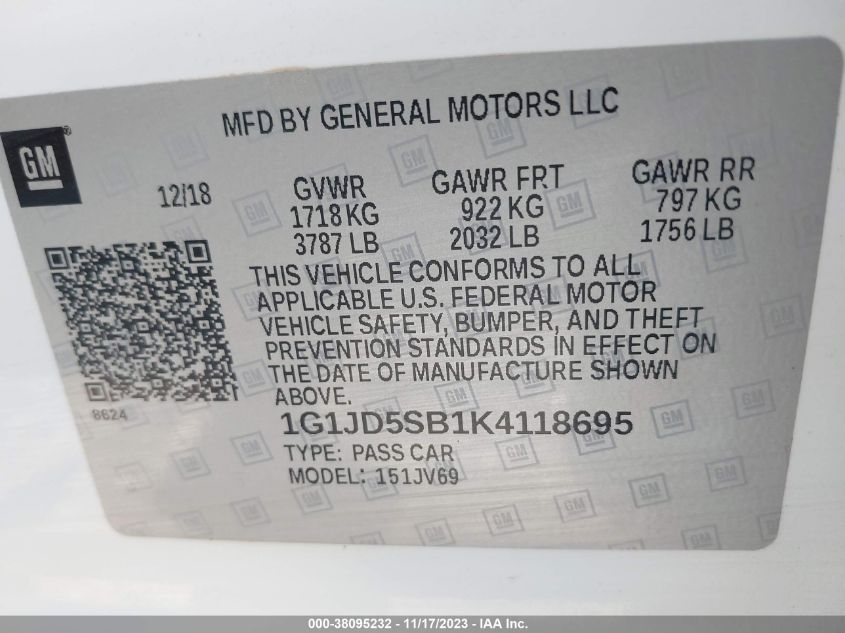 MFD BY GENERAL MOTORS LLC
GM®
12/18
GVWR GAWR FRT GAWR RR
1718 KG 922 KG 797 KG
3787 LB 2032 LB 1756 LB
THIS VEHICLE CONFORMS TO ALL
APPLICABLE U.S. FEDERAL MOTOR
VEHICLE SAFETY, BUMPER, AND THEFT
PREVENTION STANDARDS IN EFFECT ON
THE DATE OF MANUFACTURE SHOWN
ABOVE.
8624
1G1JD5SB1K4118695
TYPE: PASS CAR
MODEL: 151JV69
000-38095232 - 11/17/2023 - IAA Inc.